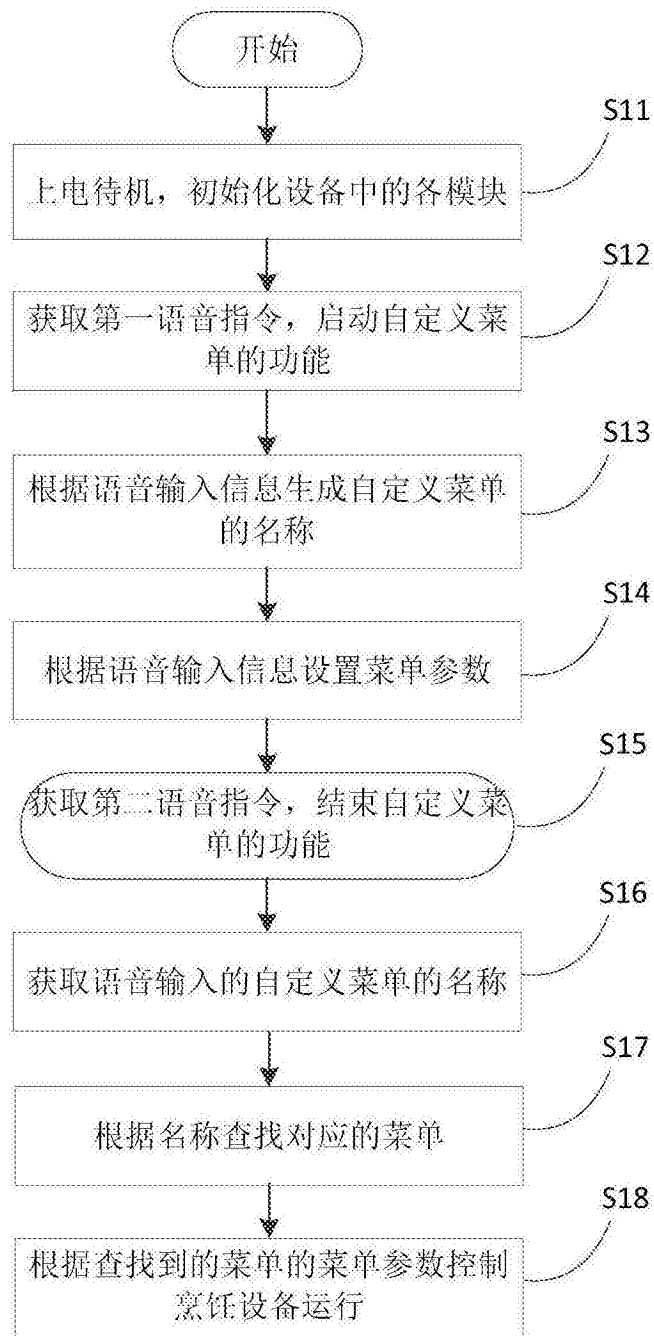 开始
S11
上电待机，初始化设备中的各模块
S12
获取第一语音指令，启动自定义菜
单的功能
S13
根据语音输入信息生成自定义菜单
的名称
S14
根据语音输入信息设置菜单参数
S15
获取第二语音指令，结束自定义菜
单的功能
S16
获取语音输入的自定义菜单的名称
S17
根据名称查找对应的菜单
S18
根据查找到的菜单的菜单参数控制
烹饪设备运行